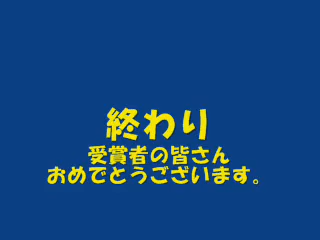 終わり
受賞者の皆さん
おめでとうございます。